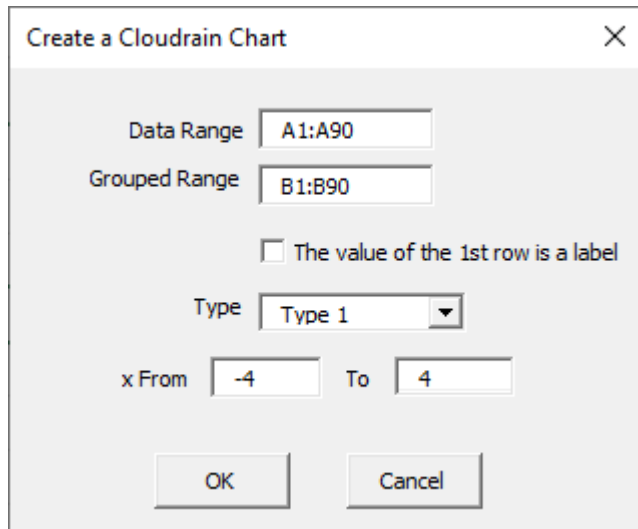 Create a Cloudrain Chart
Data Range A1:A90
Grouped Range B1:B90
The value of the 1st row is a label
Type Type 1
x From -4 To 4
OK Cancel